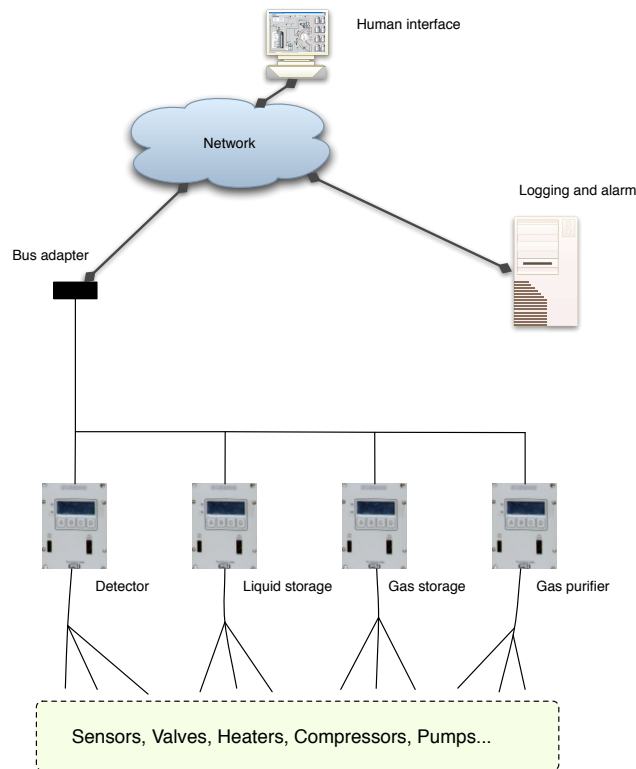 Human interface
Network
Logging and alarm
Bus adapter
Detector
Liquid storage
Gas storage
Gas purifier
Sensors, Valves, Heaters, Compressors, Pumps...